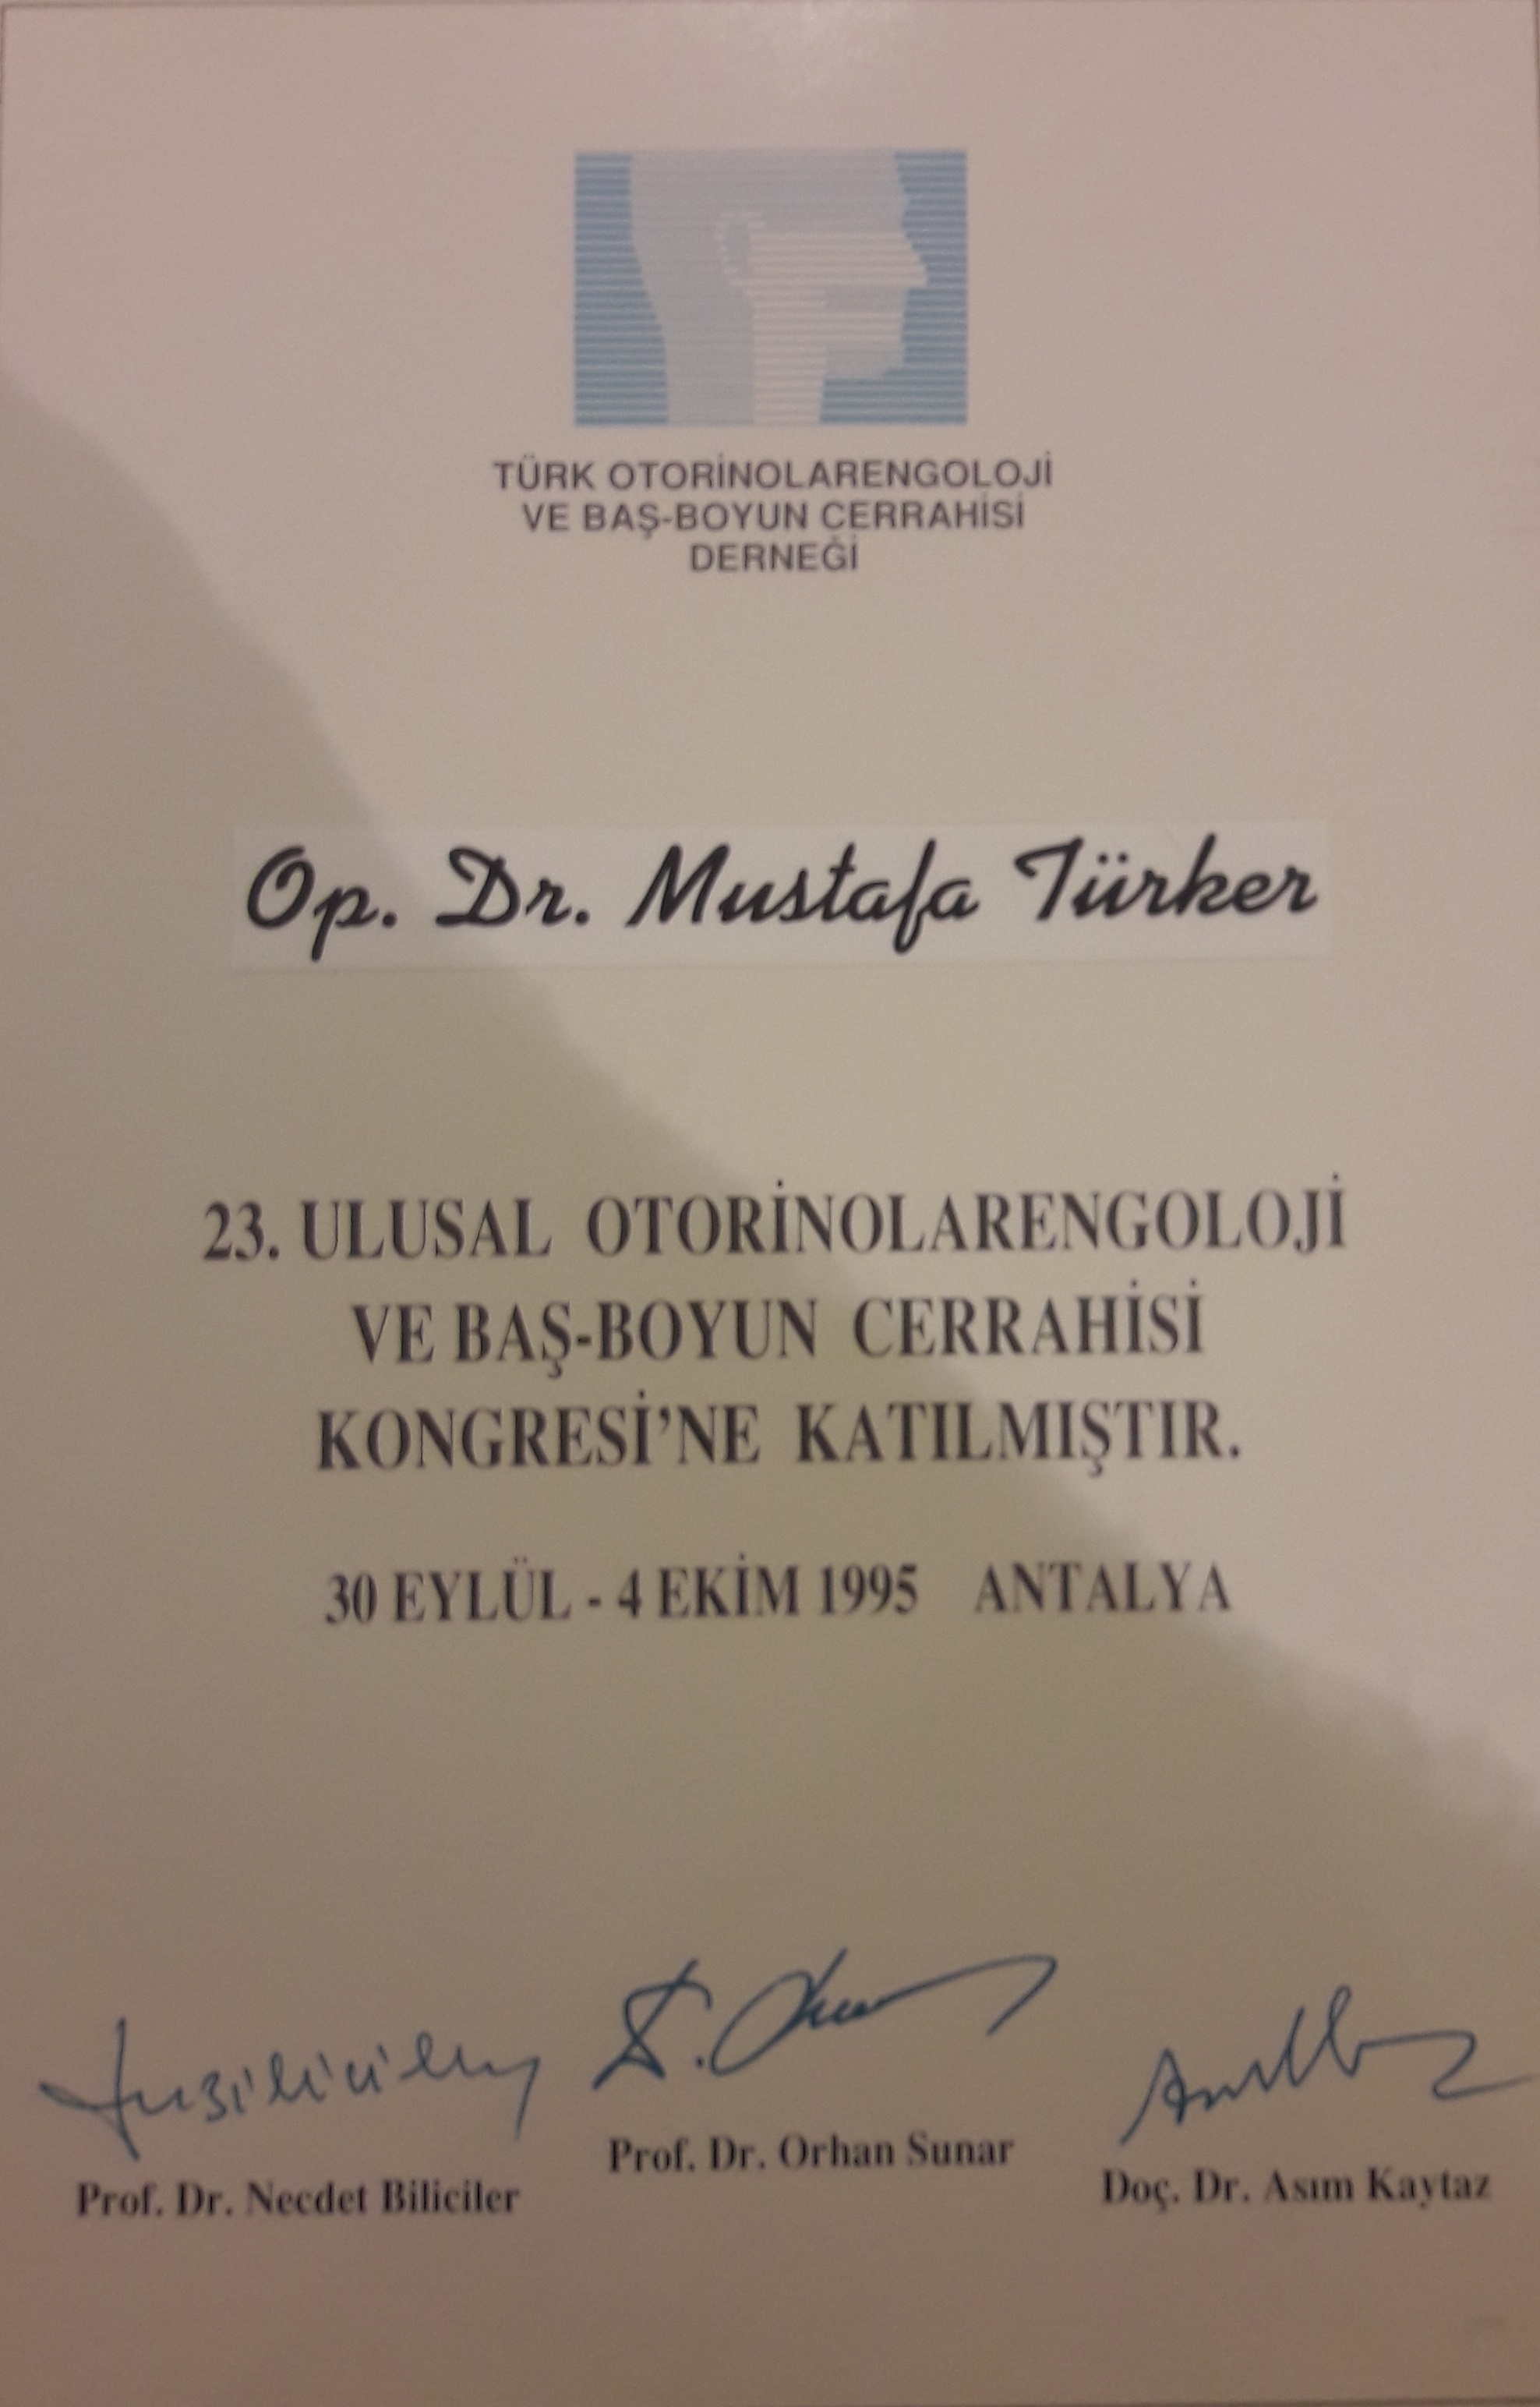 TÜRK OTORİNOLARENGOLOJİ
VE BAŞ-BOYUN CERRAHİSİ
DERNEĞİ
Op. Dr. Mustafa Türker
23. ULUSAL OTORİNOLARENGOLOJİ
VE BAŞ-BOYUN CERRAHİSİ
KONGRESİ'NE KATILMIŞTIR.
30 EYLÜL - 4 EKİM 1995 ANTALYA
Prof. Dr. Necdet Biliciler
Prof. Dr. Orhan Sunar
Doç. Dr. Asım Kaytaz